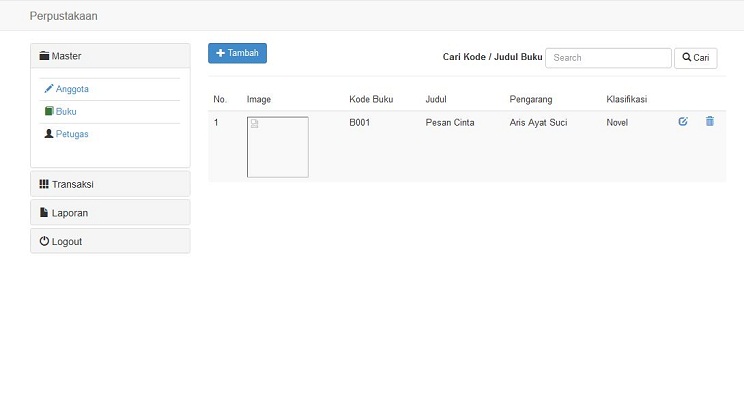 Perpustakaan
Master
Anggota
Buku
Petugas
Transaksi
Laporan
Logout
Tambah
Cari Kode / Judul Buku Search Cari
No. Image Kode Buku Judul Pengarang Klasifikasi
1 B001 Pesan Cinta Aris Ayat Suci Novel